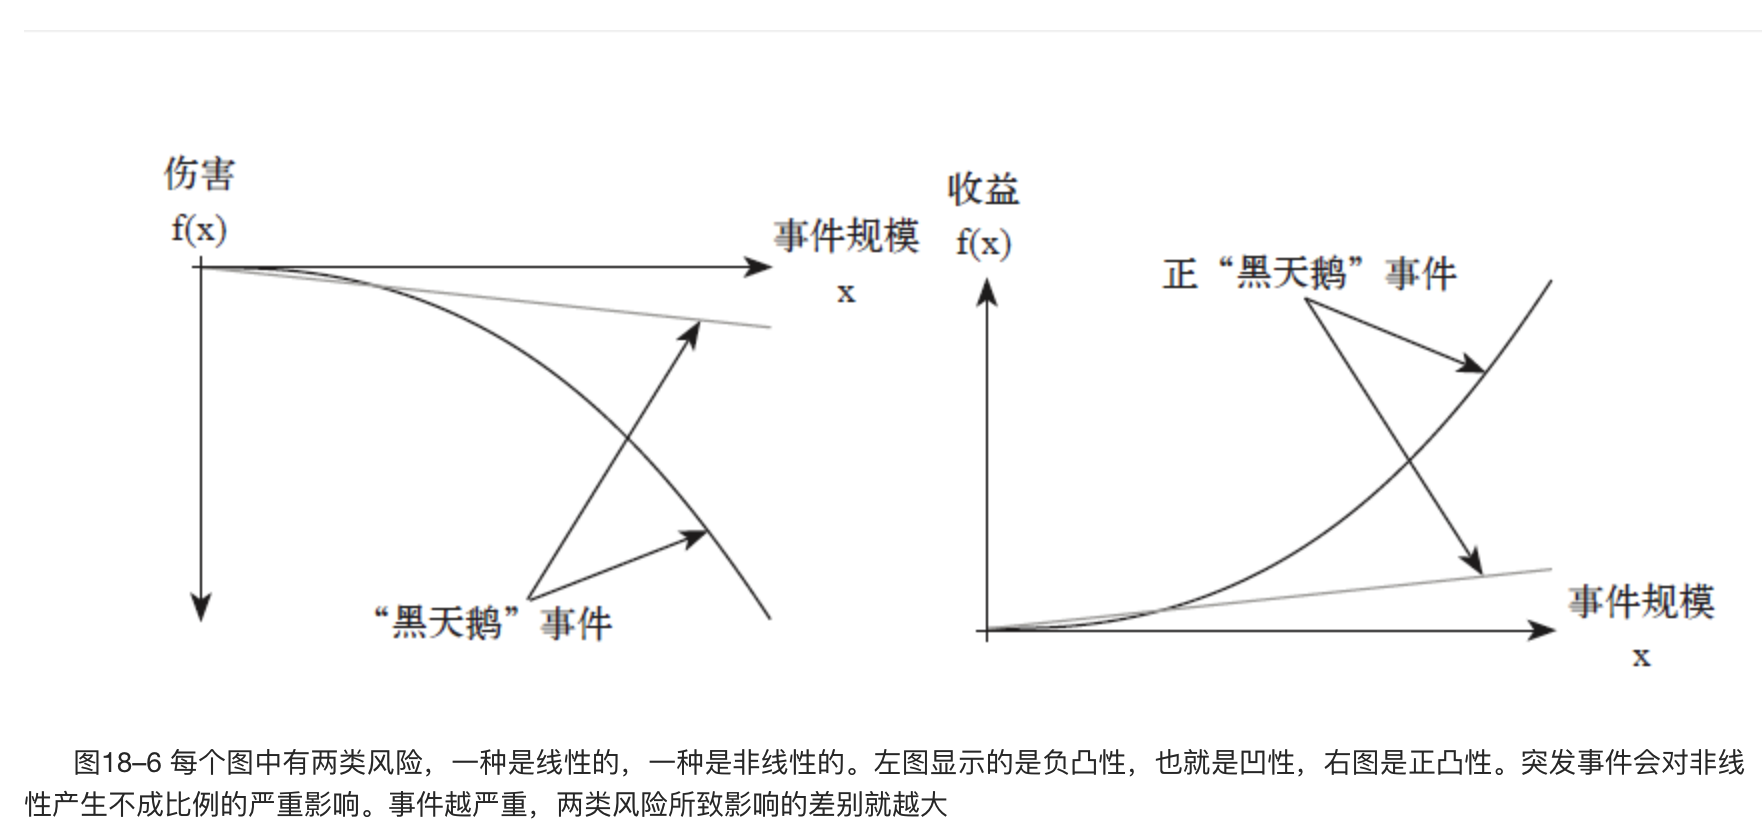 伤害
f(x)
事件规模
x
“黑天鹅”事件
收益
f(x)
正“黑天鹅”事件
事件规模
x
图18–6 每个图中有两类风险，一种是线性的，一种是非线性的。左图显示的是负凸性，也就是凹性，右图是正凸性。突发事件会对非线
性产生不成比例的严重影响。事件越严重，两类风险所致影响的差别就越大